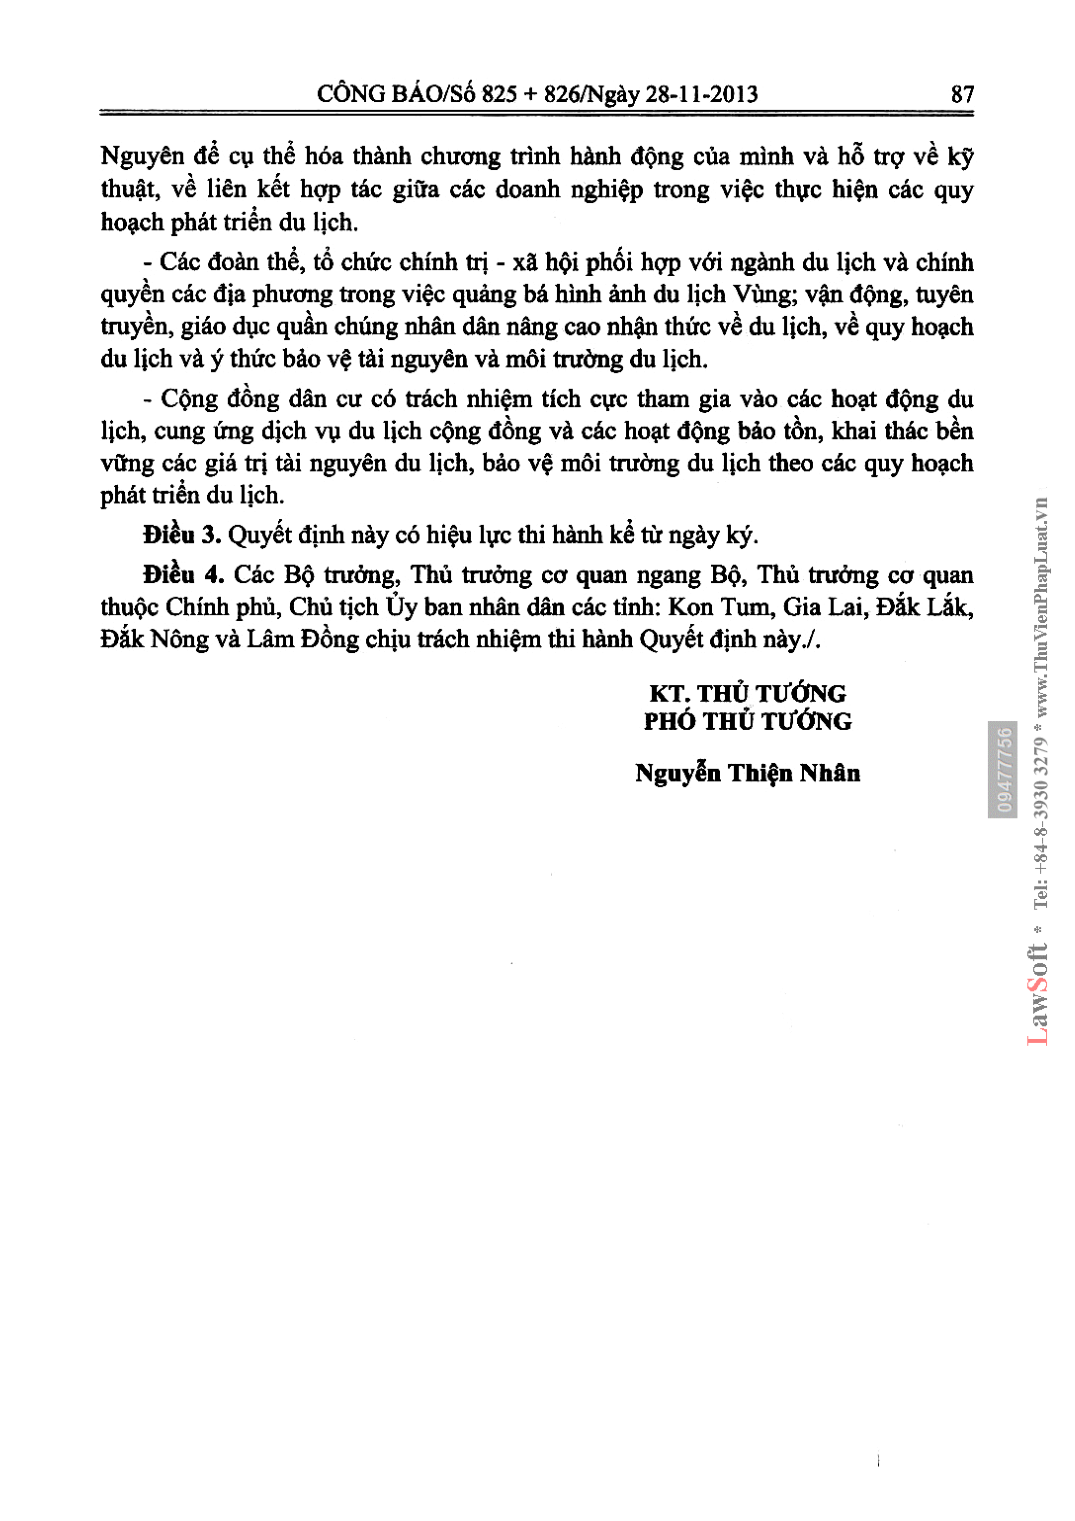 CÔNG BÁO/Số 825 + 826/Ngày 28-11-2013 87
Nguyên để cụ thể hóa thành chương trình hành động của mình và hỗ trợ về kỹ
thuật, về liên kết hợp tác giữa các doanh nghiệp trong việc thực hiện các quy
hoạch phát triển du lịch.
- Các đoàn thể, tổ chức chính trị - xã hội phối hợp với ngành du lịch và chính
quyền các địa phương trong việc quảng bá hình ảnh du lịch Vùng; vận động, tuyên
truyền, giáo dục quần chúng nhân dân nâng cao nhận thức về du lịch, về quy hoạch
du lịch và ý thức bảo vệ tài nguyên và môi trường du lịch.
- Cộng đồng dân cư có trách nhiệm tích cực tham gia vào các hoạt động du
lịch, cung ứng dịch vụ du lịch cộng đồng và các hoạt động bảo tồn, khai thác bền
vững các giá trị tài nguyên du lịch, bảo vệ môi trường du lịch theo các quy hoạch
phát triển du lịch.
Điều 3. Quyết định này có hiệu lực thi hành kể từ ngày ký.
Điều 4. Các Bộ trưởng, Thủ trưởng cơ quan ngang Bộ, Thủ trưởng cơ quan
thuộc Chính phủ, Chủ tịch Ủy ban nhân dân các tỉnh: Kon Tum, Gia Lai, Đắk Lắk,
Đắk Nông và Lâm Đồng chịu trách nhiệm thi hành Quyết định này./.
KT. THỦ TƯỚNG
PHÓ THỦ TƯỚNG
Nguyễn Thiện Nhân
09477756
LawSoft * Tel: +84-8-3930 3279 * www.ThuVienPhapLuat.vn